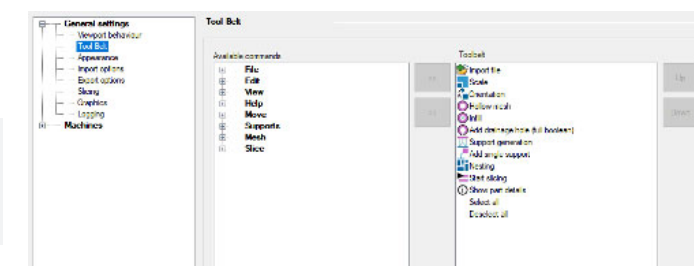 General settings
Viewport behaviour
Tool Belt
Appearance
Import options
Export options
Slicing
Graphics
Logging
Machines
Tool Belt
Available commands
File
Edit
View
Help
Move
Supports
Mesh
Slice
Toolbelt
Import file
Scale
Orientation
Hollow mesh
Infill
Add drainage hole (full boolean)
Support generation
Add single support
Nesting
Start slicing
Show part details
Select all
Deselect all
Up
Down